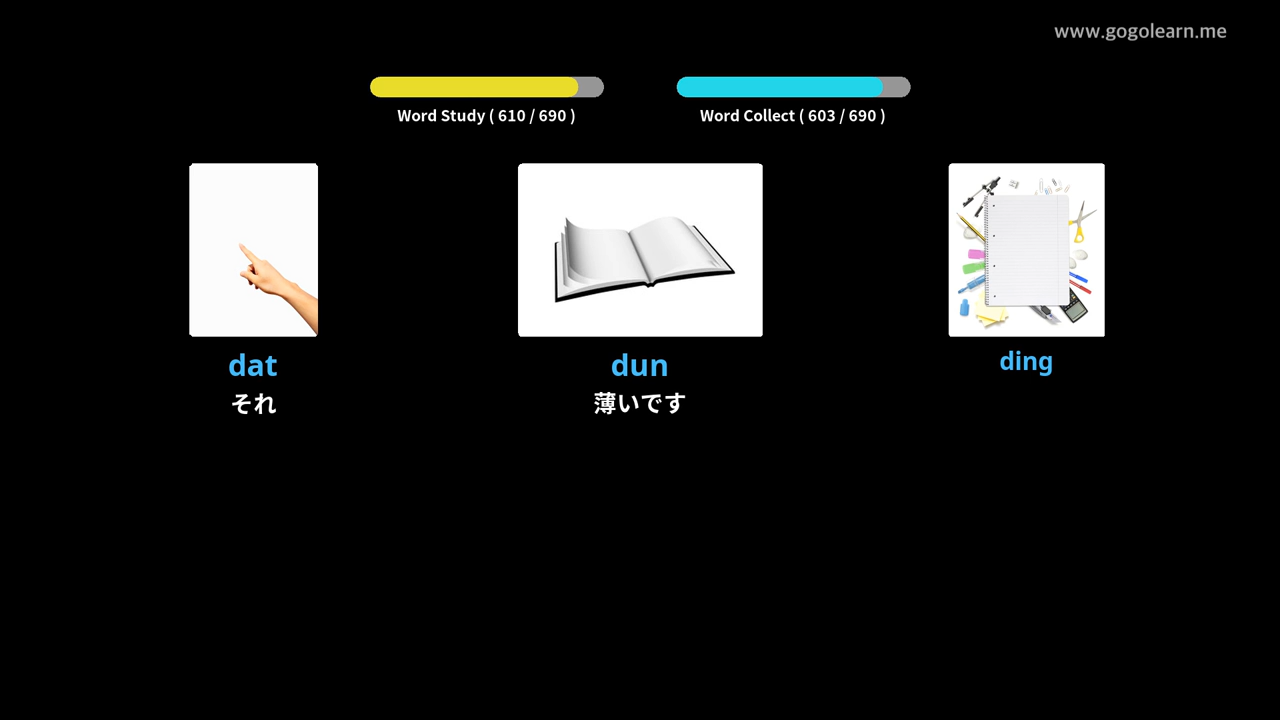 www.gogolearn.me
Word Study ( 610 / 690 )
Word Collect ( 603 / 690 )
dat
dun
ding
それ
薄いです